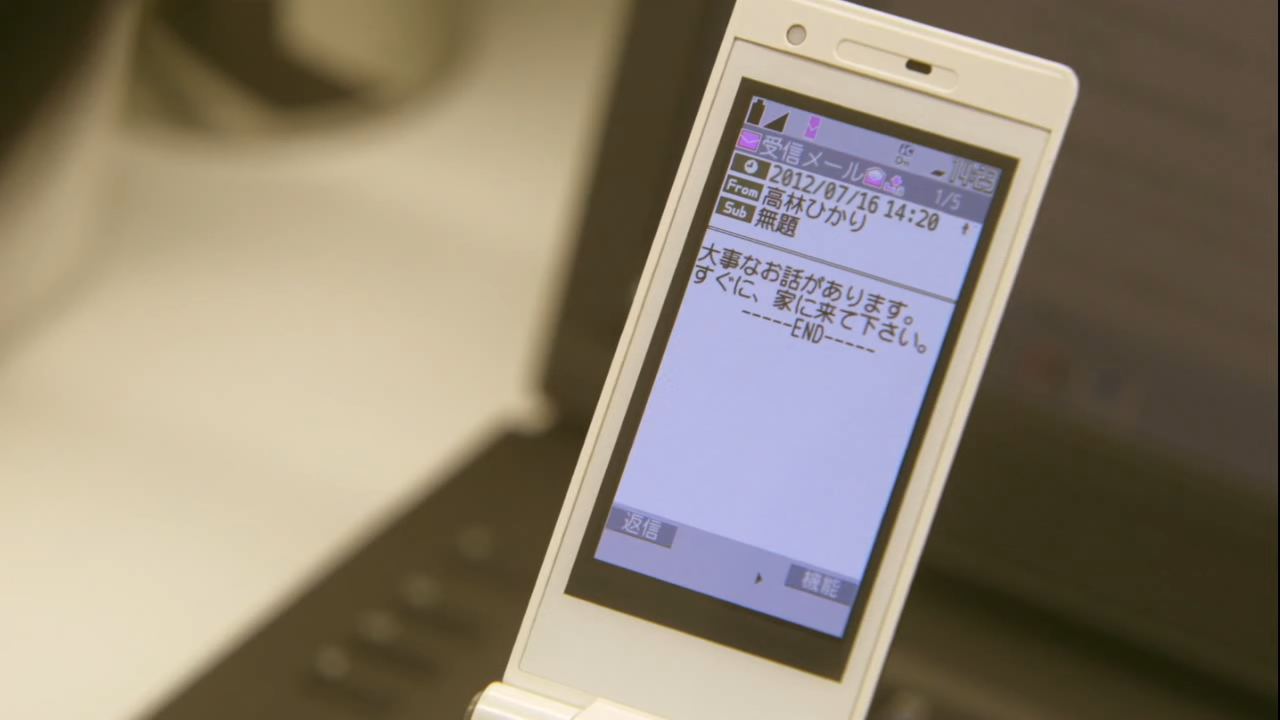 受信メール 1/5
2012/07/16 14:20
From 高林ひかり
Sub 無題
大事なお話があります。
すぐに、家に来て下さい。
-----END-----
返信
機能